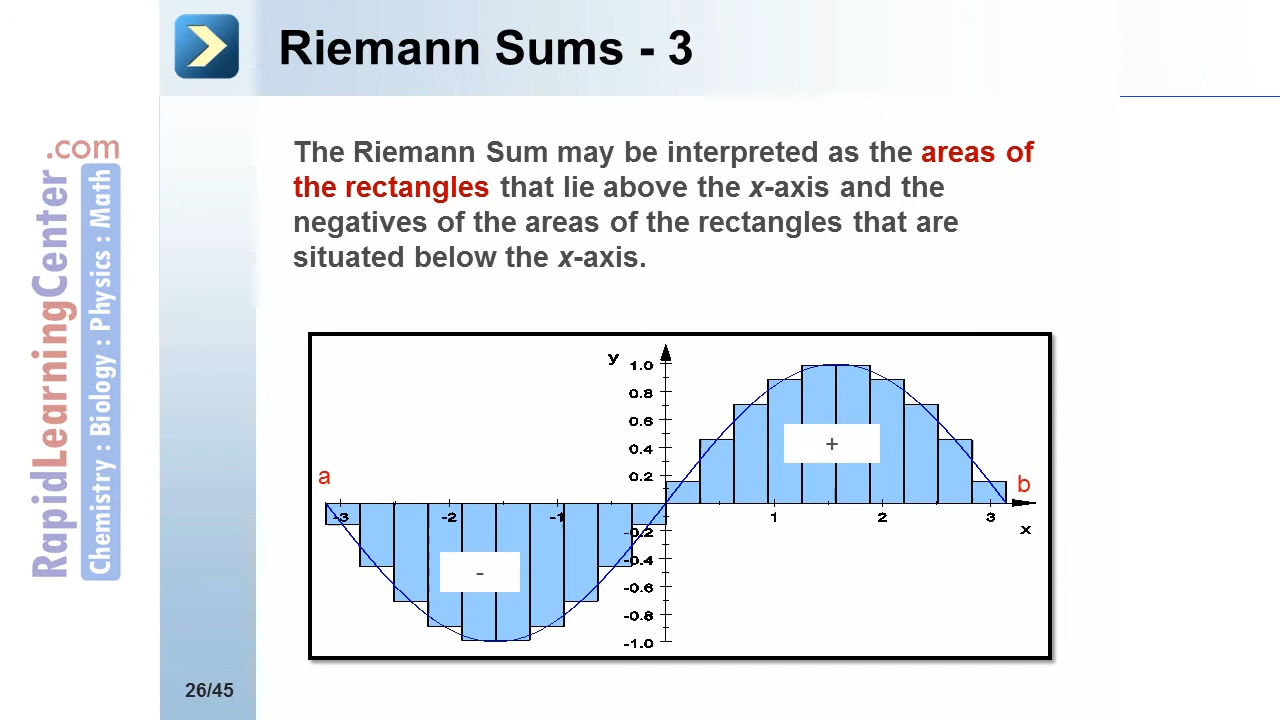 Riemann Sums - 3
RapidLearningCenter.com
Chemistry : Biology : Physics : Math
The Riemann Sum may be interpreted as the areas of
the rectangles that lie above the x-axis and the
negatives of the areas of the rectangles that are
situated below the x-axis.
y
1.0
0.8
0.6
0.4
0.2
+
a
b
-3
-2
-1
1
2
3
x
-0.2
-0.4
-
-0.6
-0.8
-1.0
26/45